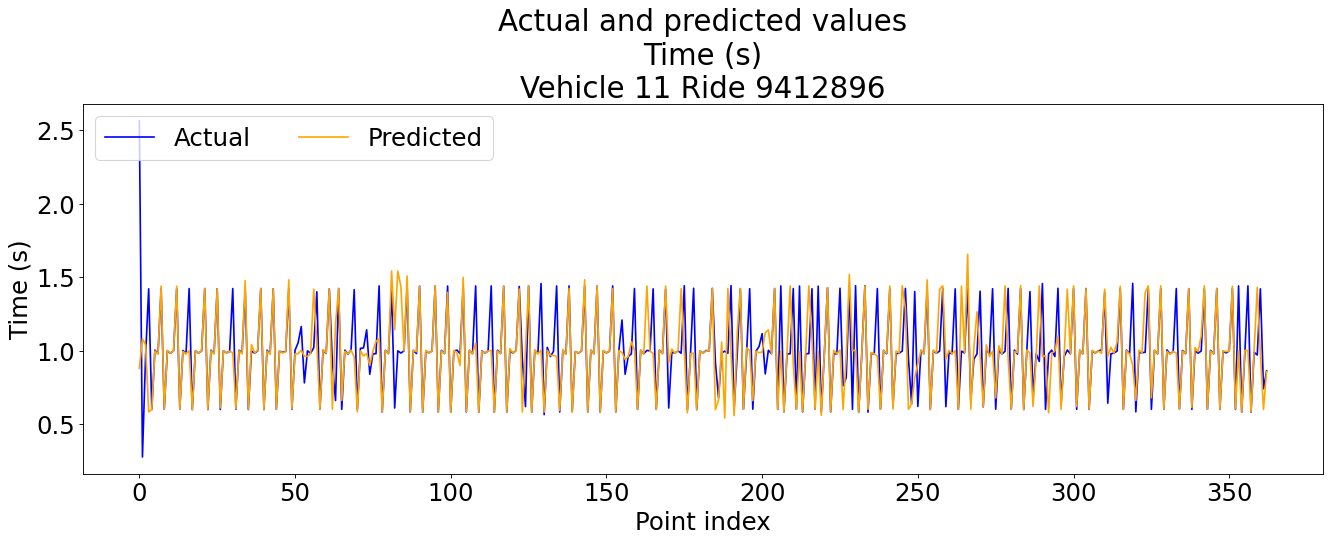 Actual and predicted values
Time (s)
Vehicle 11 Ride 9412896
Actual Predicted
2.5
2.0
1.5
1.0
0.5
Time (s)
0 50 100 150 200 250 300 350
Point index